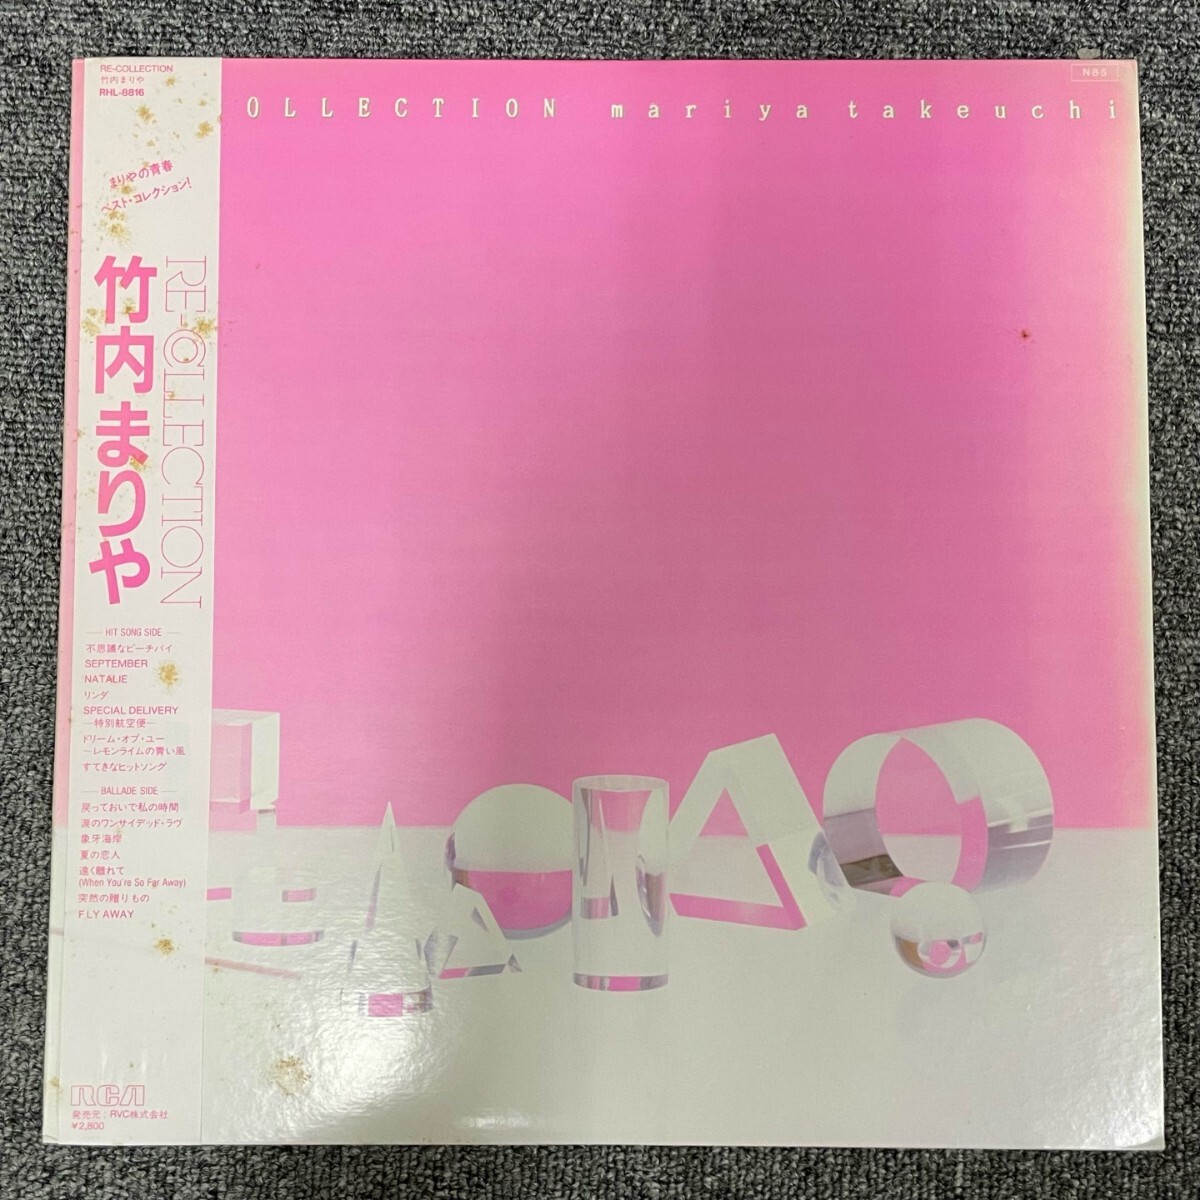 RE-COLLECTION
竹内まりや
RHL-8816
まりやの青春
ベスト・コレクション!
RE-CLLECTION
竹内まりや
HIT SONG SIDE
不思議なピーチパイ
SEPTEMBER
NATALIE
リンダ
SPECIAL DELIVERY
—特別航空便—
ドリーム・オブ・ユー
〜レモンライムの青い風
すてきなヒットソング
BALLADE SIDE
戻っておいで私の時間
涙のワンサイデッド・ラヴ
象牙海岸
夏の恋人
遠く離れて
(When You're So Far Away)
突然の贈りもの
FLY AWAY
RCA
発売元:RVC株式会社
¥2,800
OLLECTION mariya takeuchi
N85